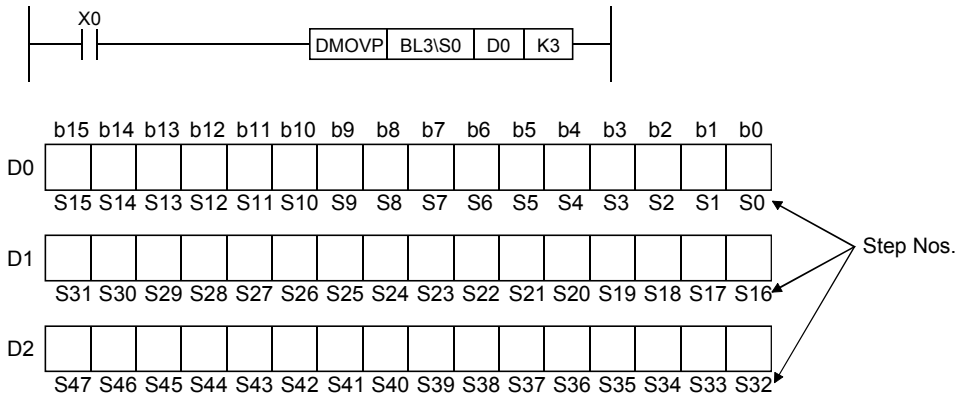 X0
DMOVP BL3\S0 D0 K3
b15 b14 b13 b12 b11 b10 b9 b8 b7 b6 b5 b4 b3 b2 b1 b0
D0
S15 S14 S13 S12 S11 S10 S9 S8 S7 S6 S5 S4 S3 S2 S1 S0
Step Nos.
D1
S31 S30 S29 S28 S27 S26 S25 S24 S23 S22 S21 S20 S19 S18 S17 S16
D2
S47 S46 S45 S44 S43 S42 S41 S40 S39 S38 S37 S36 S35 S34 S33 S32